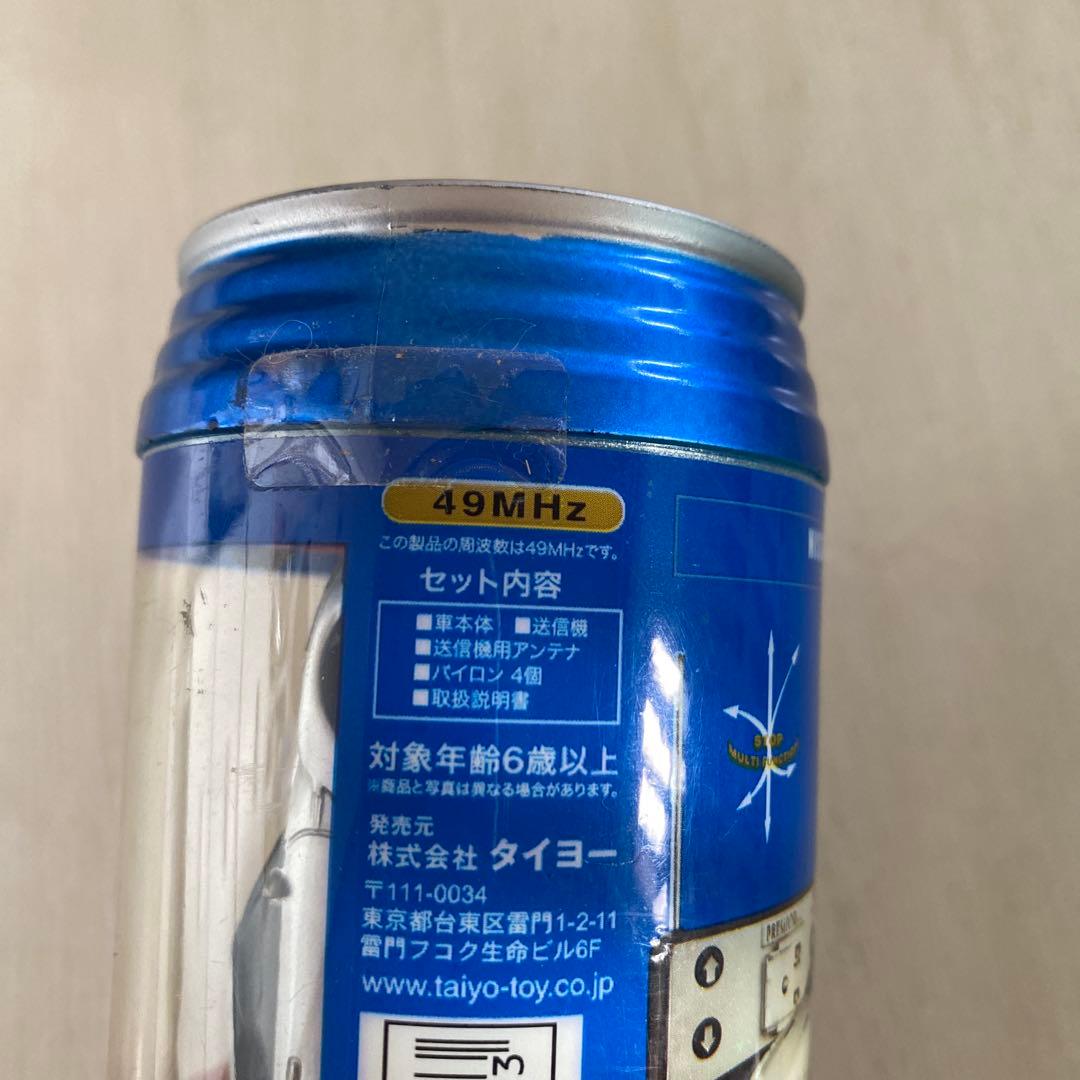 49MHz
この製品の周波数は49MHzです。
セット内容
■車本体 ■送信機
■送信機用アンテナ
■パイロン 4個
■取扱説明書
対象年齢6歳以上
※商品と写真は異なる場合があります。
発売元
株式会社 タイヨー
〒111-0034
東京都台東区雷門1-2-11
雷門フコク生命ビル6F
www.taiyo-toy.co.jp
3
STOP
MULTI FUNCTION